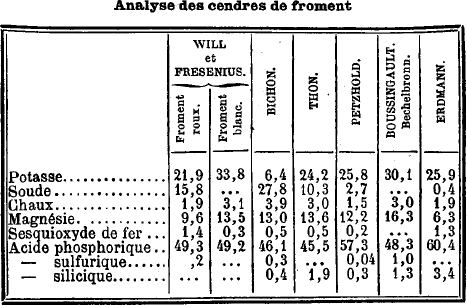 Analyse des cendres de froment
WILL
et
FRESENIUS.
Froment
roux.
Froment
blanc.
BICHON.
THON.
PETZHOLD.
BOUSSINGAULT.
Bechelbronn.
ERDMANN.
Potasse............... 21,9 33,8 6,4 24,2 25,8 30,1 25,9
Soude................ 15,8 ... 27,8 10,3 2,7 ... 0,4
Chaux................ 1,9 3,1 3,9 3,0 1,5 3,0 1,9
Magnésie............. 9,6 13,5 13,0 13,6 12,2 16,3 6,3
Sesquioxyde de fer ... 1,4 0,3 0,5 0,5 0,2 ... 1,3
Acide phosphorique.. 49,3 49,2 46,1 45,5 57,3 48,3 60,4
— sulfurique...... ,2 ... 0,3 ... 0,04 1,0 ...
— silicique........ ... ... 0,4 1,9 0,3 1,3 3,4